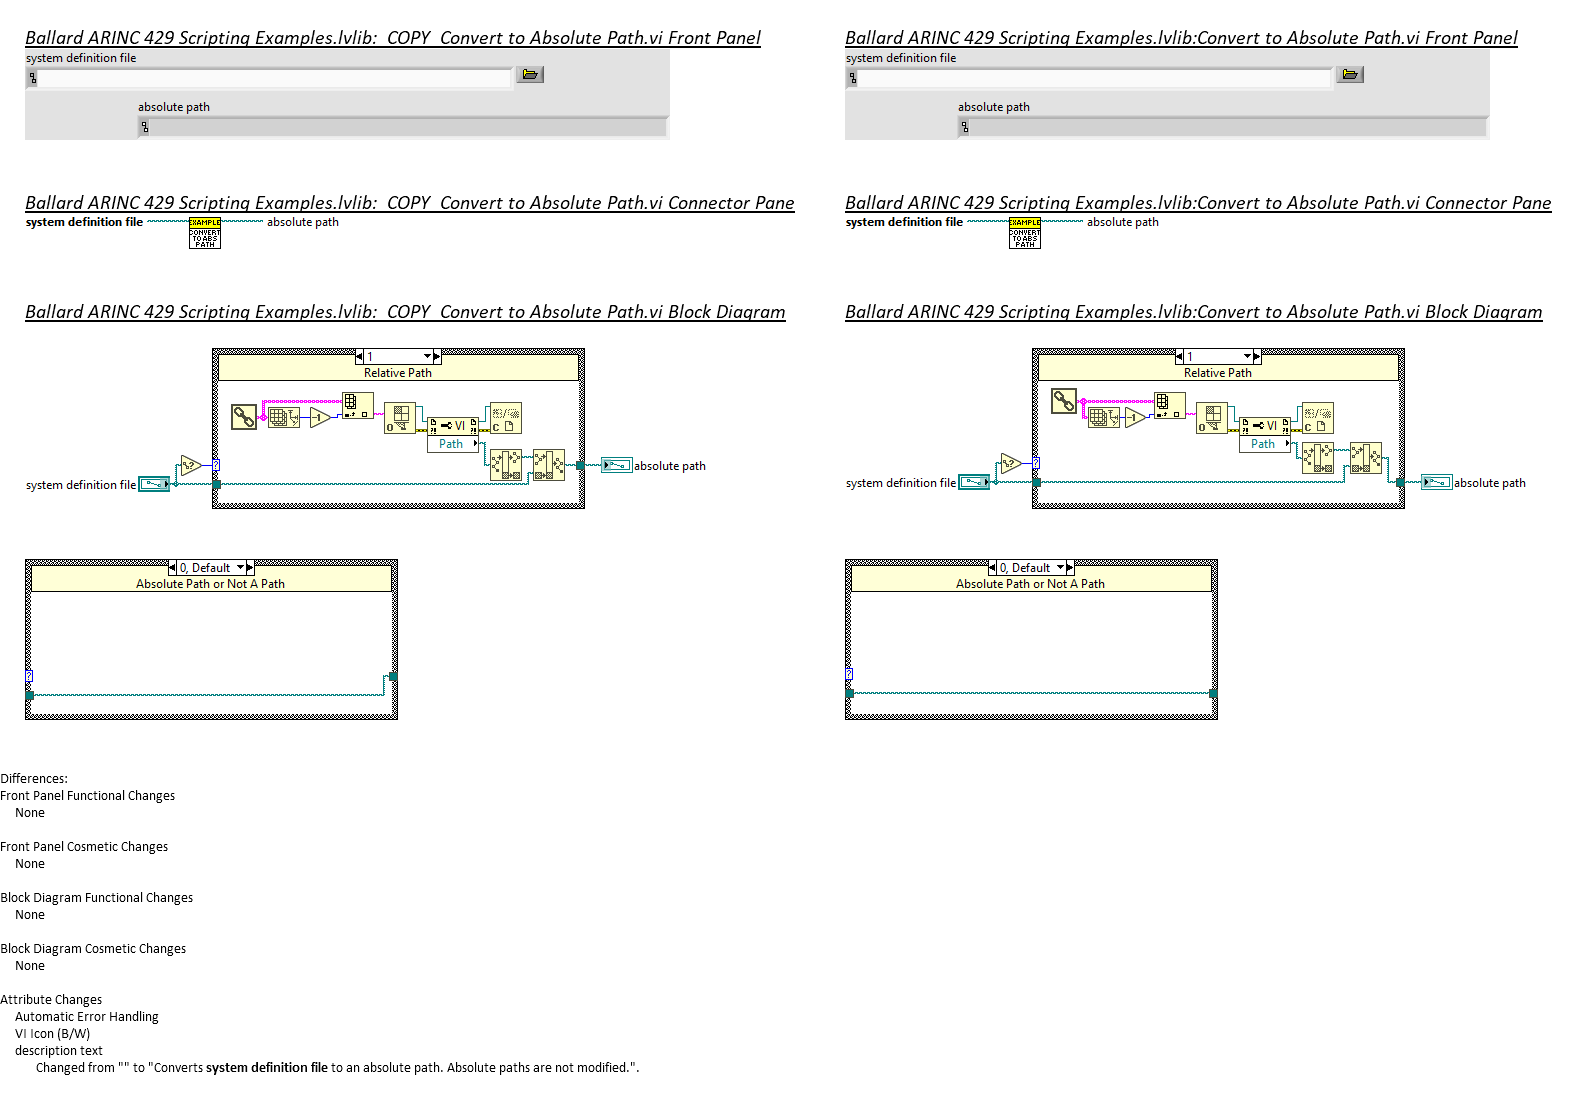 Ballard ARINC 429 Scripting Examples.lvlib:_COPY_Convert to Absolute Path.vi Front Panel
system definition file
absolute path
Ballard ARINC 429 Scripting Examples.lvlib:Convert to Absolute Path.vi Front Panel
system definition file
absolute path
Ballard ARINC 429 Scripting Examples.lvlib:_COPY_Convert to Absolute Path.vi Connector Pane
system definition file
EXAMPLE
CONVERT
TO ABS
PATH
absolute path
Ballard ARINC 429 Scripting Examples.lvlib:Convert to Absolute Path.vi Connector Pane
system definition file
EXAMPLE
CONVERT
TO ABS
PATH
absolute path
Ballard ARINC 429 Scripting Examples.lvlib:_COPY_Convert to Absolute Path.vi Block Diagram
1
Relative Path
-1
VI
Path
?
system definition file
absolute path
Ballard ARINC 429 Scripting Examples.lvlib:Convert to Absolute Path.vi Block Diagram
1
Relative Path
-1
VI
Path
?
system definition file
absolute path
0, Default
Absolute Path or Not A Path
?
0, Default
Absolute Path or Not A Path
?
Differences:
Front Panel Functional Changes
None
Front Panel Cosmetic Changes
None
Block Diagram Functional Changes
None
Block Diagram Cosmetic Changes
None
Attribute Changes
Automatic Error Handling
VI Icon (B/W)
description text
Changed from "" to "Converts system definition file to an absolute path. Absolute paths are not modified.".